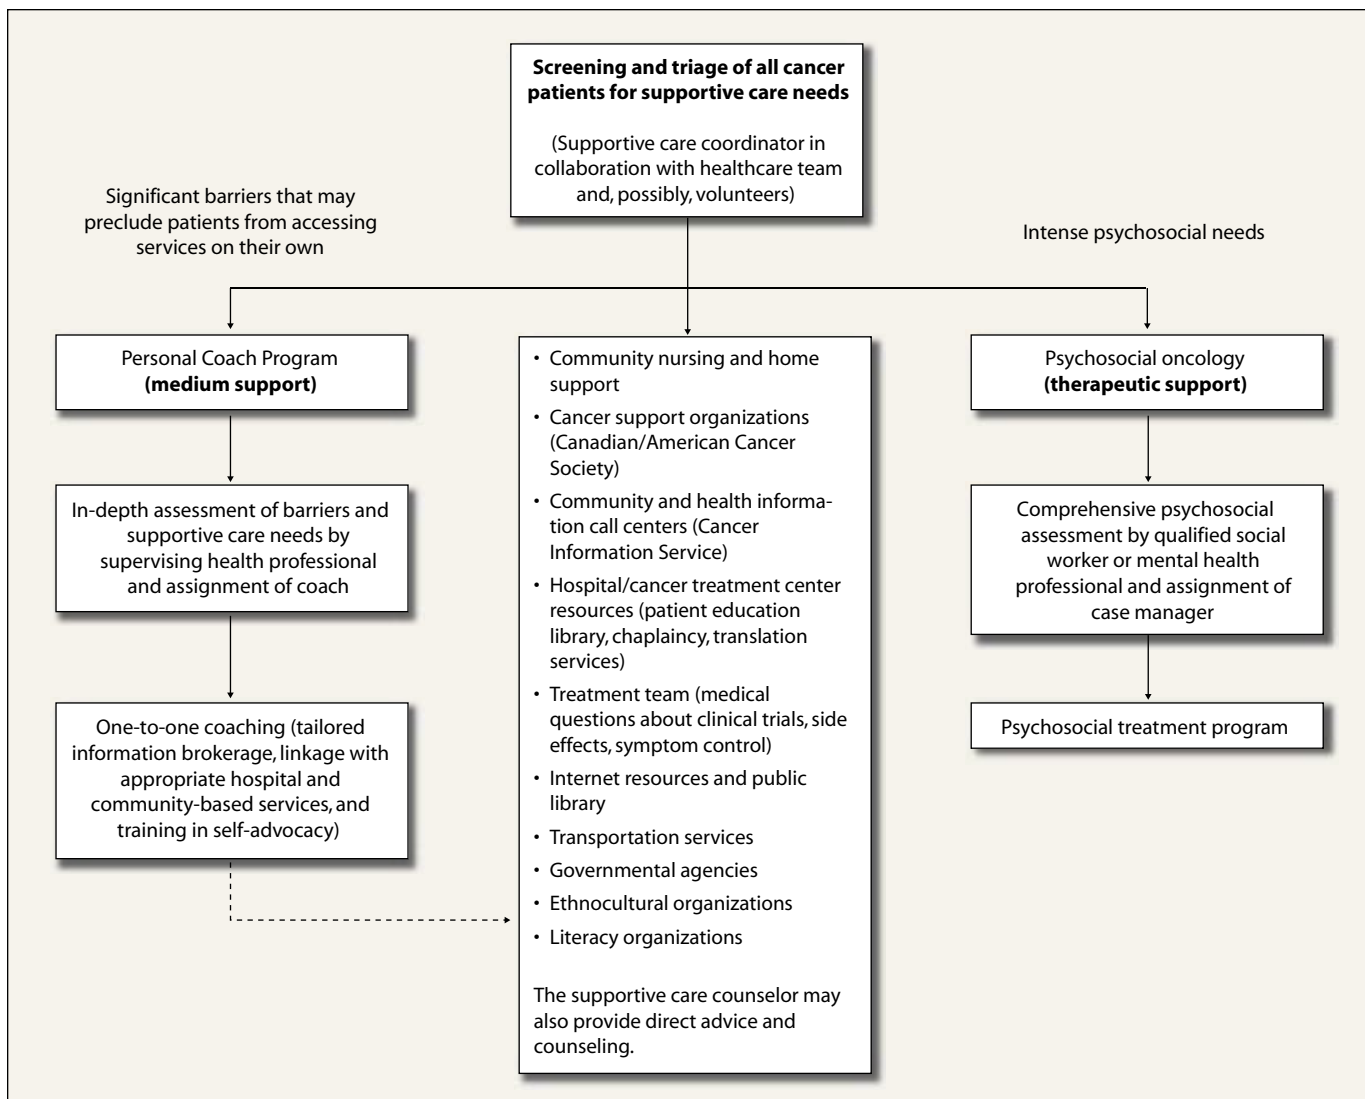 Screening and triage of all cancer
patients for supportive care needs
(Supportive care coordinator in
collaboration with healthcare team
and, possibly, volunteers)
Significant barriers that may
preclude patients from accessing
services on their own
Intense psychosocial needs
Personal Coach Program
(medium support)
In-depth assessment of barriers and
supportive care needs by
supervising health professional
and assignment of coach
One-to-one coaching (tailored
information brokerage, linkage with
appropriate hospital and
community-based services, and
training in self-advocacy)
• Community nursing and home
support
• Cancer support organizations
(Canadian/American Cancer
Society)
• Community and health informa-
tion call centers (Cancer
Information Service)
• Hospital/cancer treatment center
resources (patient education
library, chaplaincy, translation
services)
• Treatment team (medical
questions about clinical trials, side
effects, symptom control)
• Internet resources and public
library
• Transportation services
• Governmental agencies
• Ethnocultural organizations
• Literacy organizations
The supportive care counselor may
also provide direct advice and
counseling.
Psychosocial oncology
(therapeutic support)
Comprehensive psychosocial
assessment by qualified social
worker or mental health
professional and assignment of
case manager
Psychosocial treatment program